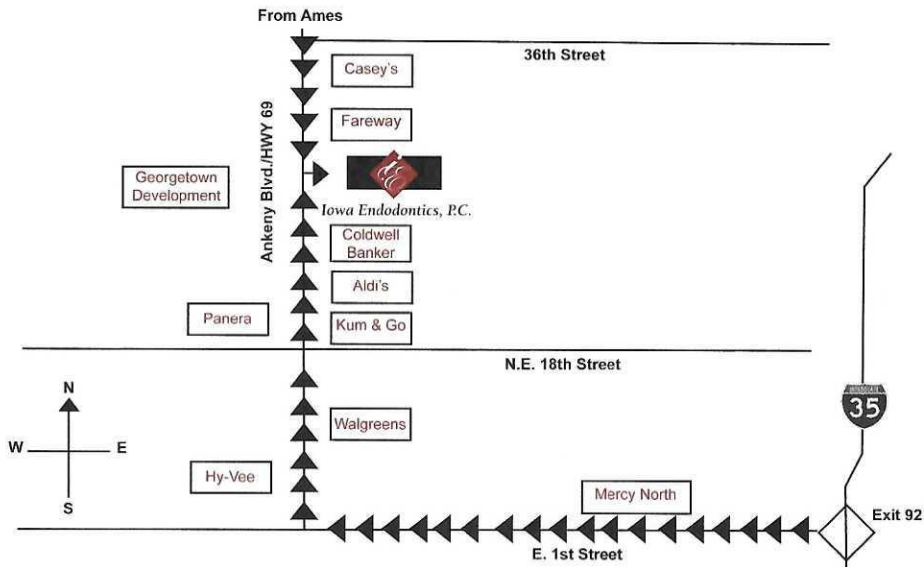 From Ames
36th Street
Casey's
Ankeny Blvd./HWY 69
Fareway
Georgetown
Development
Iowa Endodontics, P.C.
Coldwell
Banker
Aldi's
Panera
Kum & Go
N.E. 18th Street
N
W
E
S
Walgreens
INTERSTATE
35
Hy-Vee
Mercy North
Exit 92
E. 1st Street